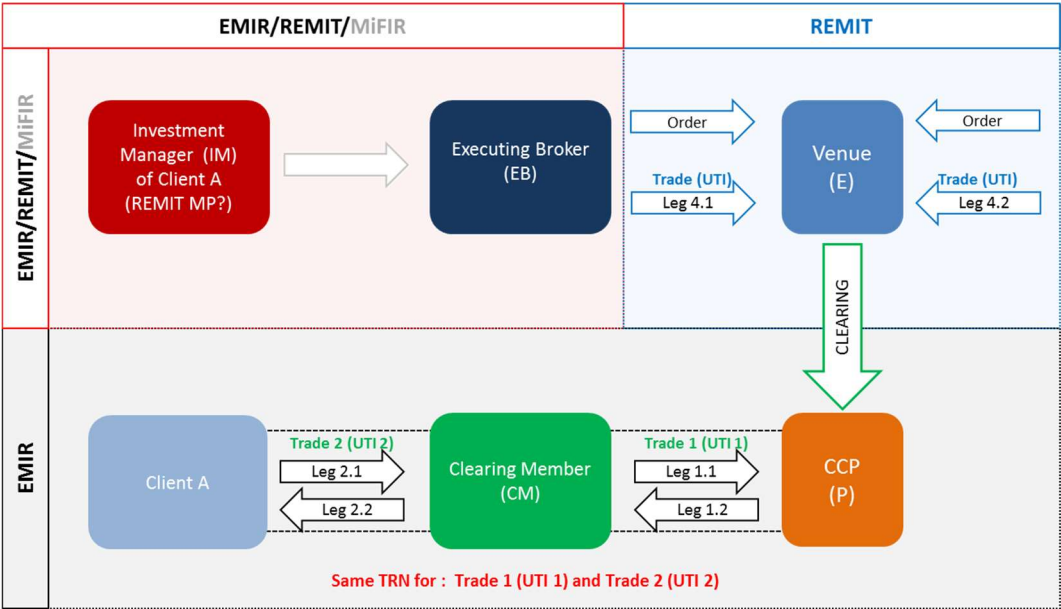 EMIR/REMIT/MiFIR
REMIT
EMIR/REMIT/MiFIR
Investment
Manager (IM)
of Client A
(REMIT MP?)
Executing Broker
(EB)
Order
Trade (UTI)
Leg 4.1
Venue
(E)
Order
Trade (UTI)
Leg 4.2
CLEARING
EMIR
Client A
Trade 2 (UTI 2)
Leg 2.1
Leg 2.2
Clearing Member
(CM)
Trade 1 (UTI 1)
Leg 1.1
Leg 1.2
CCP
(P)
Same TRN for : Trade 1 (UTI 1) and Trade 2 (UTI 2)